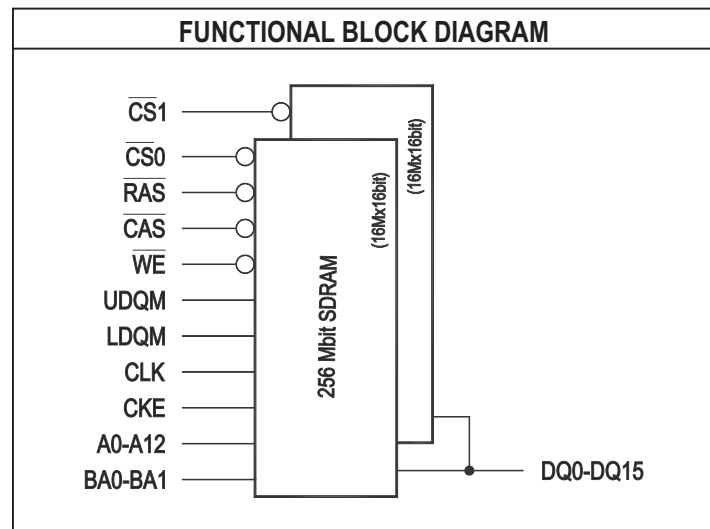 FUNCTIONAL BLOCK DIAGRAM
CS1
CS0
RAS
CAS
WE
UDQM
LDQM
CLK
CKE
A0-A12
BA0-BA1
256 Mbit SDRAM
(16Mx16bit)
(16Mx16bit)
DQ0-DQ15